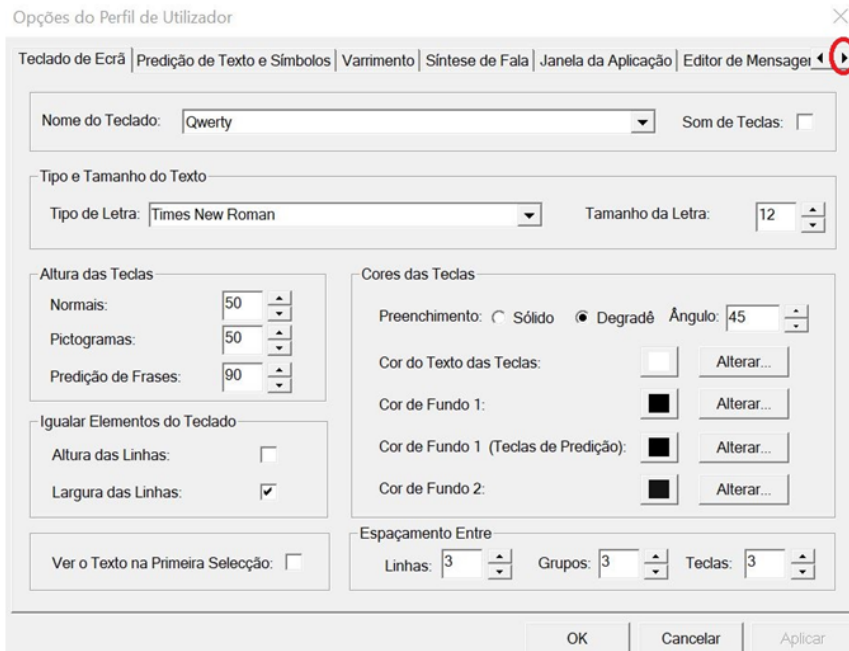 Opções do Perfil de Utilizador
Teclado de Ecrã Predição de Texto e Símbolos Varrimento Síntese de Fala Janela da Aplicação Editor de
Nome do Teclado: Qwerty Som de Teclas:
Tipo e Tamanho do Texto
Tipo de Letra: Times New Roman Tamanho da Letra: 12
Altura das Teclas
Normais: 50
Pictogramas: 50
Predição de Frases: 90
Cores das Teclas
Preenchimento: Sólido Degradê Ângulo: 45
Cor do Texto das Teclas: Alterar...
Cor de Fundo 1: Alterar...
Cor de Fundo 1 (Teclas de Predição): Alterar...
Cor de Fundo 2: Alterar...
Igualar Elementos do Teclado
Altura das Linhas:
Largura das Linhas:
Ver o Texto na Primeira Selecção:
Espaçamento Entre
Linhas: 3 Grupos: 3 Teclas: 3
OK Cancelar Aplicar